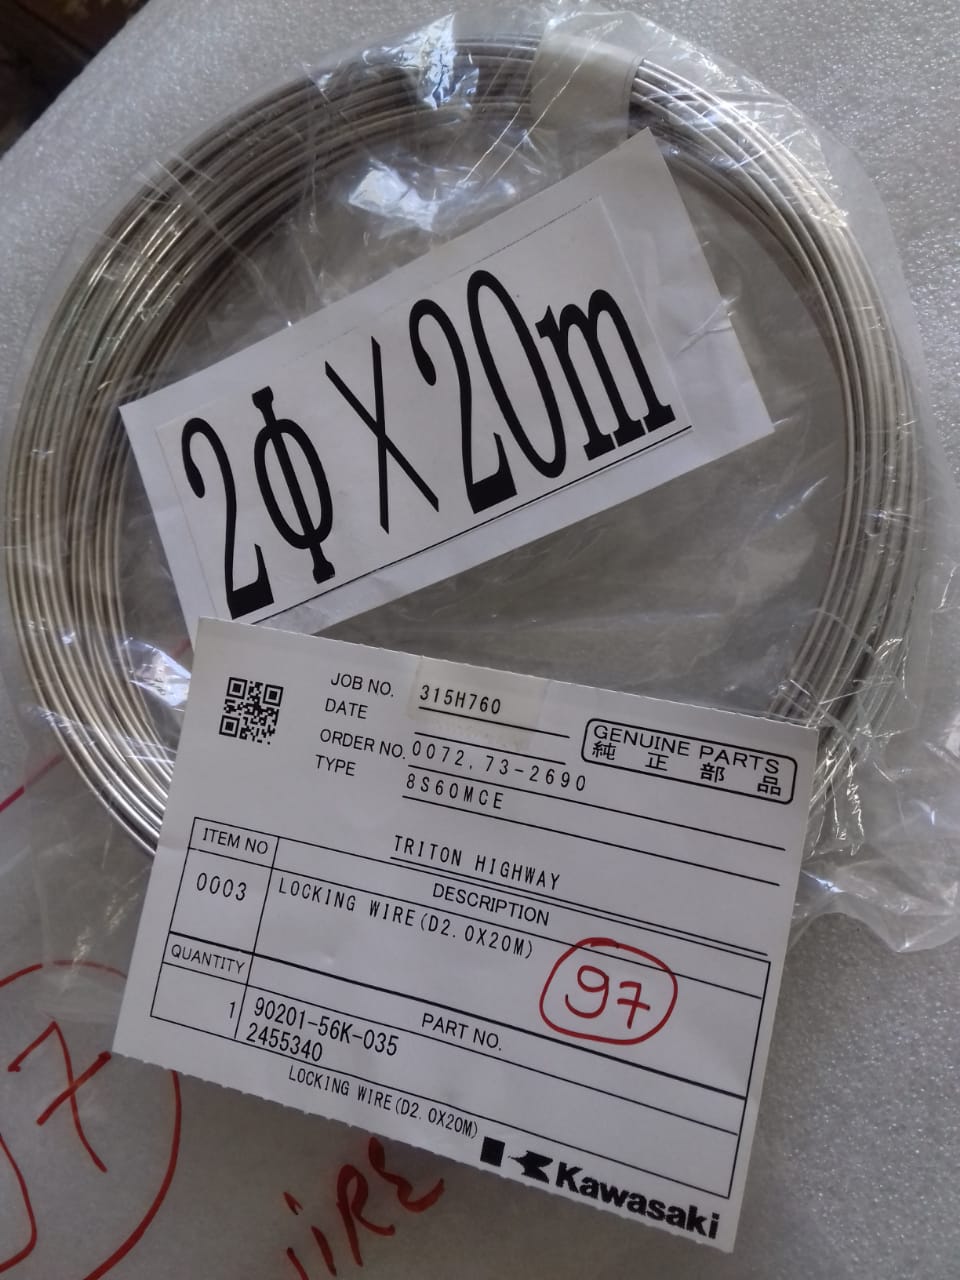 2Φ X 20m
JOB NO. 315H760
DATE
GENUINE PARTS
純正部品
ORDER NO. 0072.73-2690
TYPE 8S60MCE
TRITON HIGHWAY
ITEM NO DESCRIPTION
0003 LOCKING WIRE(D2.0X20M)
QUANTITY PART NO.
1 90201-56K-035
2455340
LOCKING WIRE(D2.0X20M)
97
Kawasaki
7
WIRE